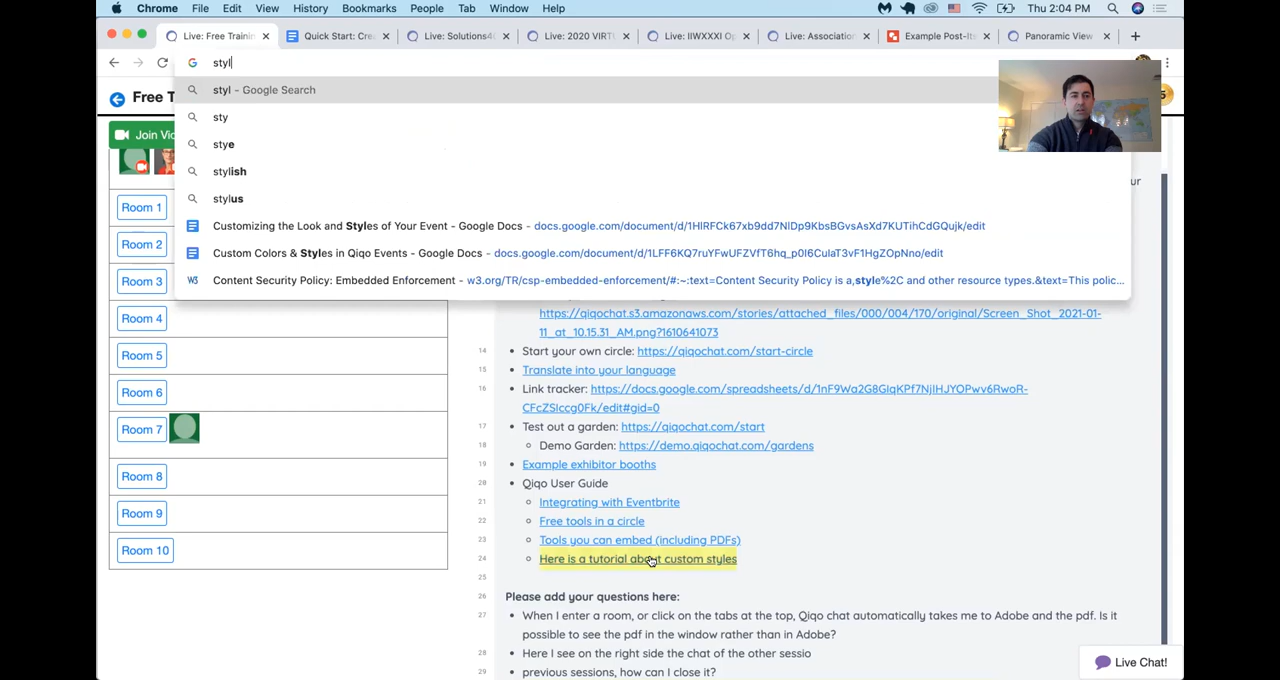 Chrome File Edit View History Bookmarks People Tab Window Help Thu 2:04 PM
Live: Free Trainin Quick Start: Cre Live: Solutions4 Live: 2020 VIRTU Live: IIWXXXI Op Live: Association Example Post-Its Panoramic View
styl
styl - Google Search
sty
stye
stylish
stylus
Customizing the Look and Styles of Your Event - Google Docs - docs.google.com/document/d/1HlRFCk67xb9dd7NlDp9KbsBGvsAsXd7KUTihCdGQujk/edit
Custom Colors & Styles in Qiqo Events - Google Docs - docs.google.com/document/d/1LFF6KQ7ruYFwUFZVfT6hq_p0I6CulaT3vF1HgZOpNno/edit
Content Security Policy: Embedded Enforcement - w3.org/TR/csp-embedded-enforcement/#:~:text=Content Security Policy is a,style%2C and other resource types.&text=This polic...
Free T
Join Vid
ur
Room 1
Room 2
Room 3
Room 4
Room 5
Room 6
Room 7
Room 8
Room 9
Room 10
https://qiqochat.s3.amazonaws.com/stories/attached_files/000/004/170/original/Screen_Shot_2021-01-
11_at_10.15.31_AM.png?1610641073
14 Start your own circle: https://qiqochat.com/start-circle
15 Translate into your language
16 Link tracker: https://docs.google.com/spreadsheets/d/1nF9Wa2G8GlqKPf7NjIHJYOPwv6RwoR-
CFcZSlccg0Fk/edit#gid=0
17 Test out a garden: https://qiqochat.com/start
18 Demo Garden: https://demo.qiqochat.com/gardens
19 Example exhibitor booths
20 Qiqo User Guide
21 Integrating with Eventbrite
22 Free tools in a circle
23 Tools you can embed (including PDFs)
24 Here is a tutorial about custom styles
25
26 Please add your questions here:
27 When I enter a room, or click on the tabs at the top, Qiqo chat automatically takes me to Adobe and the pdf. Is it
possible to see the pdf in the window rather than in Adobe?
28 Here I see on the right side the chat of the other sessio
29 previous sessions, how can I close it?
Live Chat!